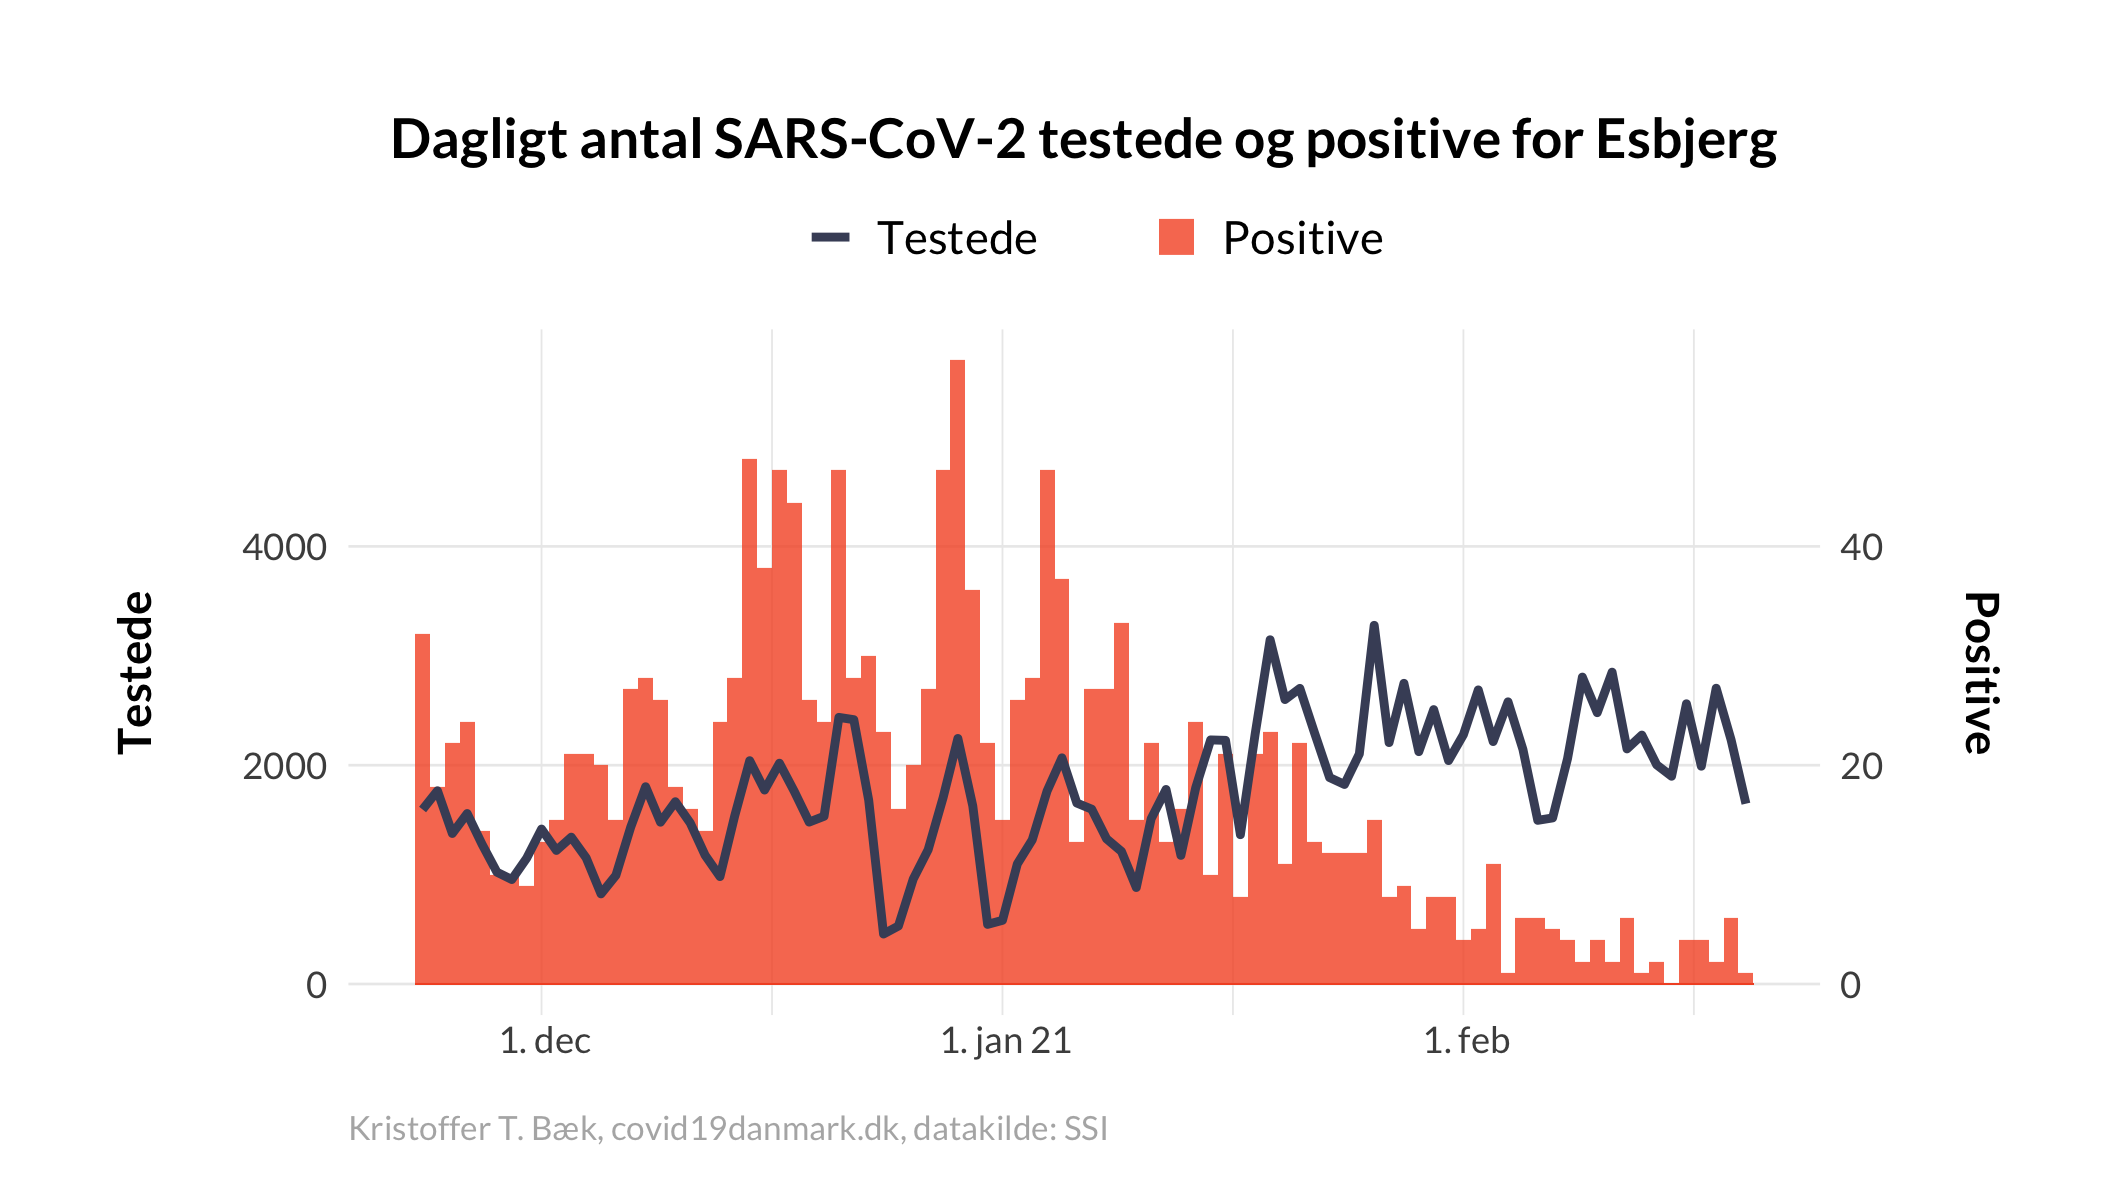 Dagligt antal SARS-CoV-2 testede og positive for Esbjerg
Testede
Positive
4000
2000
0
Testede
40
20
0
Positive
1. dec
1. jan 21
1. feb
Kristoffer T. Bæk, covid19danmark.dk, datakilde: SSI